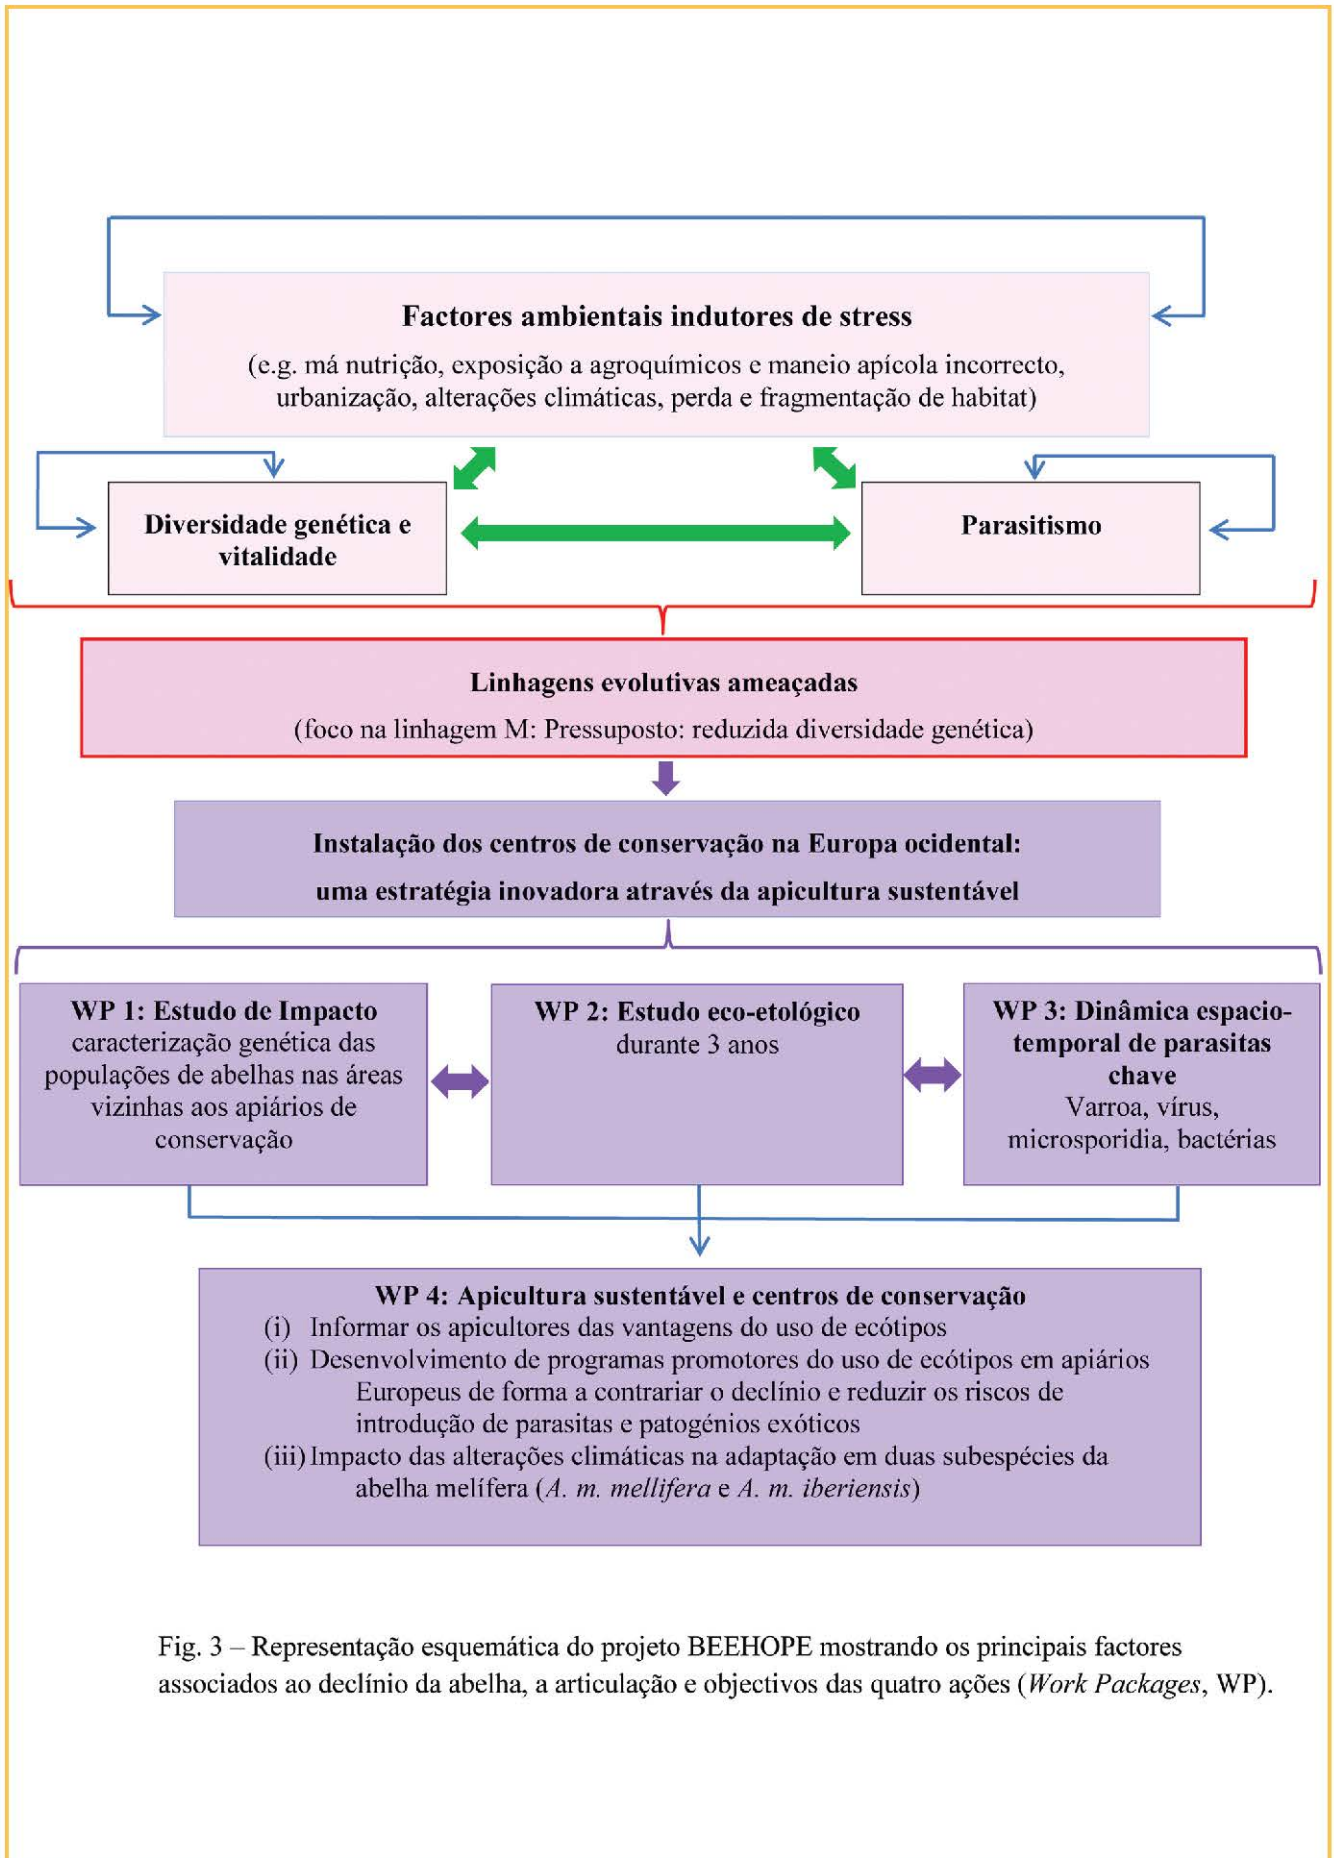 Factores ambientais indutores de stress
(e.g. má nutrição, exposição a agroquímicos e maneio apícola incorrecto,
urbanização, alterações climáticas, perda e fragmentação de habitat)
Diversidade genética e
vitalidade
Parasitismo
Linhagens evolutivas ameaçadas
(foco na linhagem M: Pressuposto: reduzida diversidade genética)
Instalação dos centros de conservação na Europa ocidental:
uma estratégia inovadora através da apicultura sustentável
WP 1: Estudo de Impacto
caracterização genética das
populações de abelhas nas áreas
vizinhas aos apiários de
conservação
WP 2: Estudo eco-etológico
durante 3 anos
WP 3: Dinâmica espacio-
temporal de parasitas
chave
Varroa, vírus,
microsporidia, bactérias
WP 4: Apicultura sustentável e centros de conservação
(i) Informar os apicultores das vantagens do uso de ecótipos
(ii) Desenvolvimento de programas promotores do uso de ecótipos em apiários
Europeus de forma a contrariar o declínio e reduzir os riscos de
introdução de parasitas e patogénios exóticos
(iii) Impacto das alterações climáticas na adaptação em duas subespécies da
abelha melífera (A. m. mellifera e A. m. iberiensis)
Fig. 3 – Representação esquemática do projeto BEEHOPE mostrando os principais factores
associados ao declínio da abelha, a articulação e objectivos das quatro ações (Work Packages, WP).